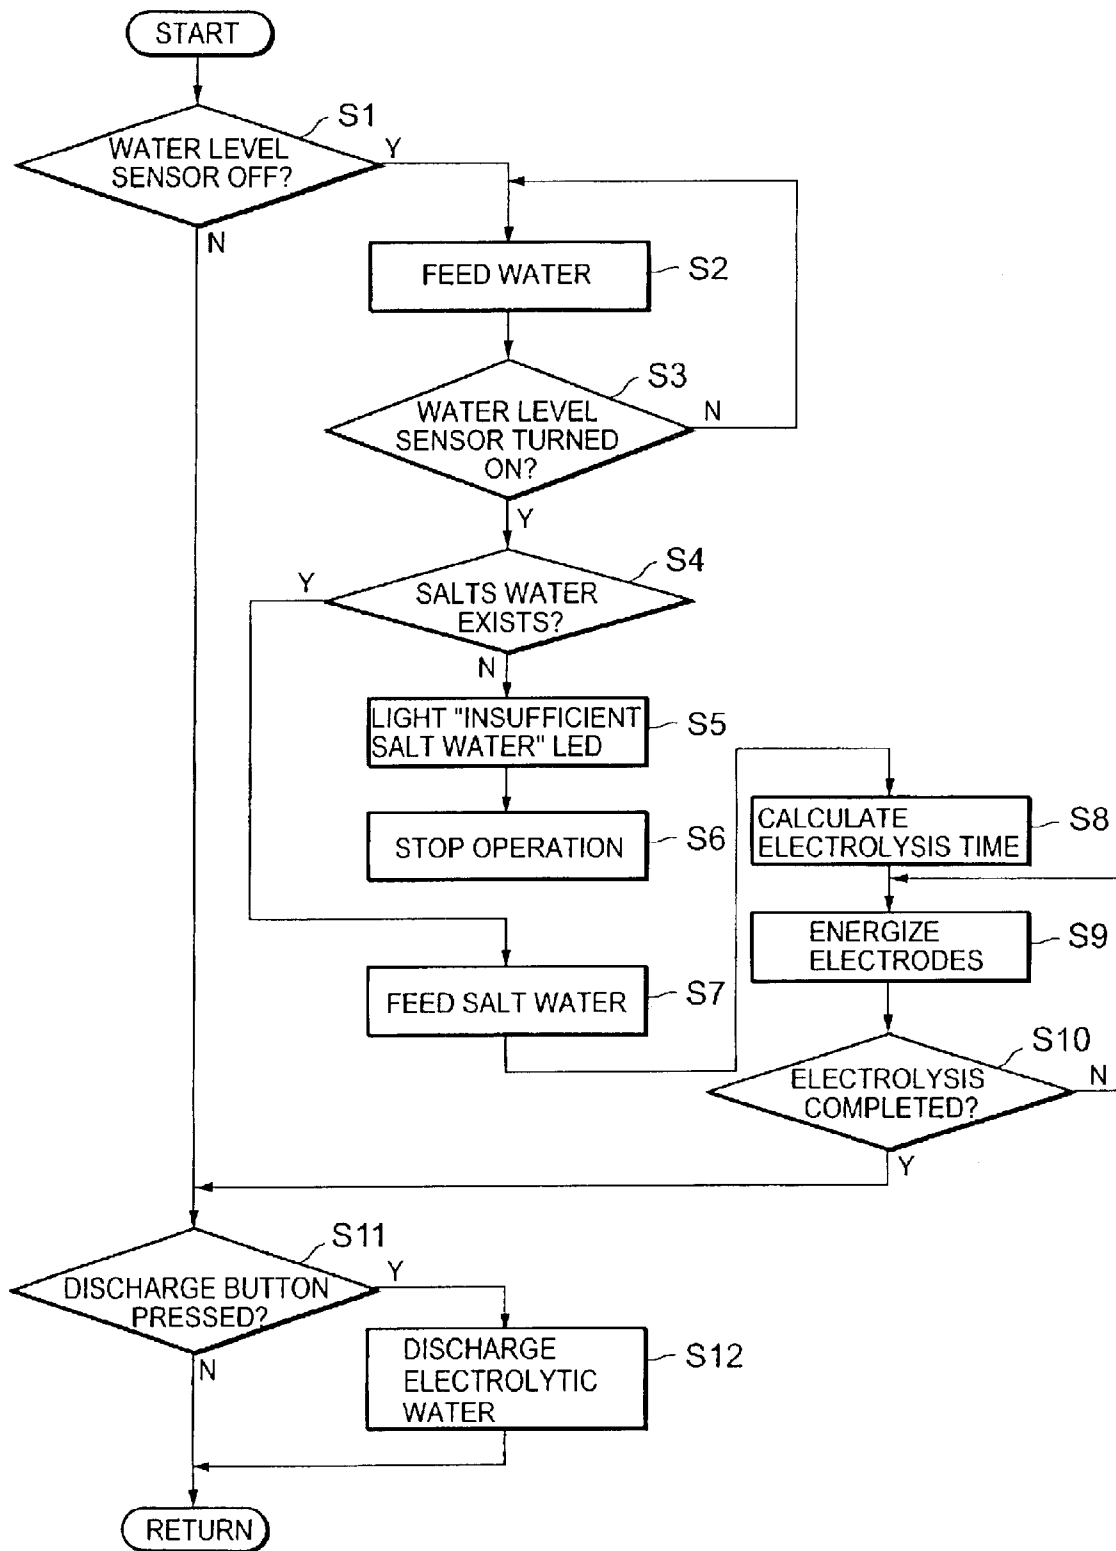 START
S1
WATER LEVEL
SENSOR OFF?
Y
N
FEED WATER
S2
S3
WATER LEVEL
SENSOR TURNED
ON?
N
Y
S4
Y
SALTS WATER
EXISTS?
N
LIGHT "INSUFFICIENT
SALT WATER" LED
S5
STOP OPERATION
S6
FEED SALT WATER
S7
CALCULATE
ELECTROLYSIS TIME
S8
ENERGIZE
ELECTRODES
S9
S10
ELECTROLYSIS
COMPLETED?
N
Y
S11
DISCHARGE BUTTON
PRESSED?
Y
N
DISCHARGE
ELECTROLYTIC
WATER
S12
RETURN